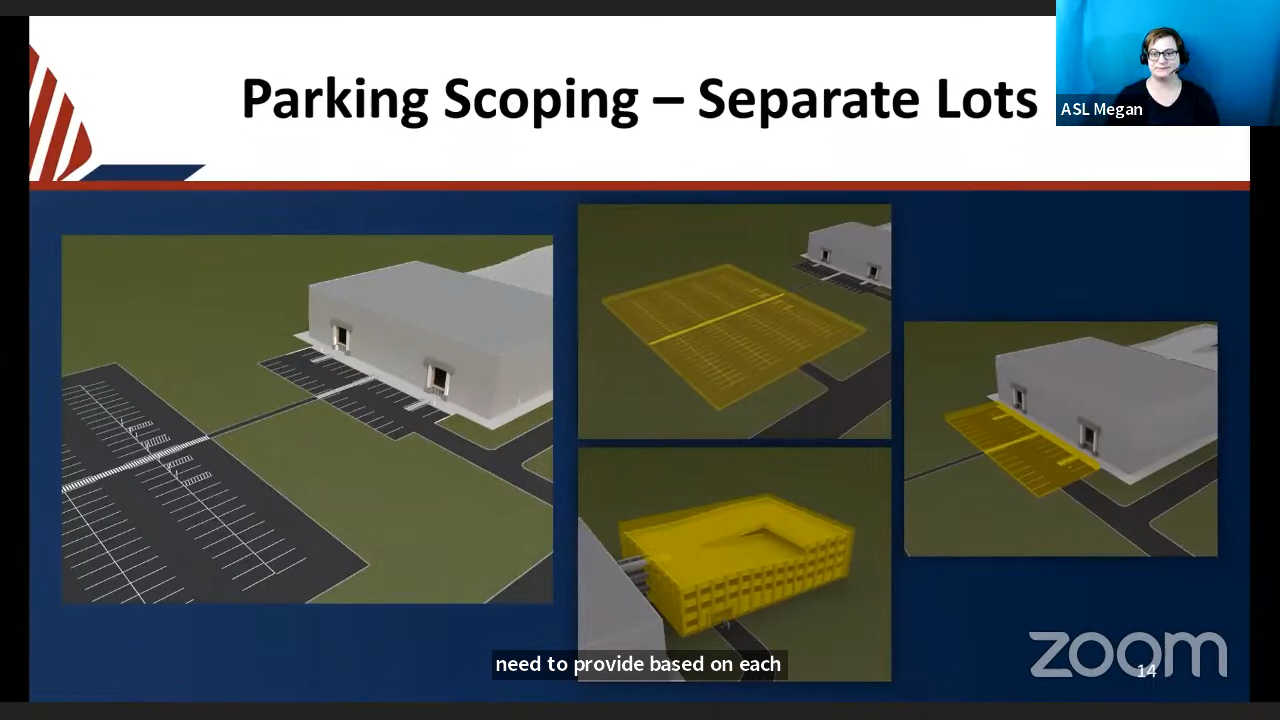 Parking Scoping – Separate Lots
ASL Megan
need to provide based on each
zoom
14